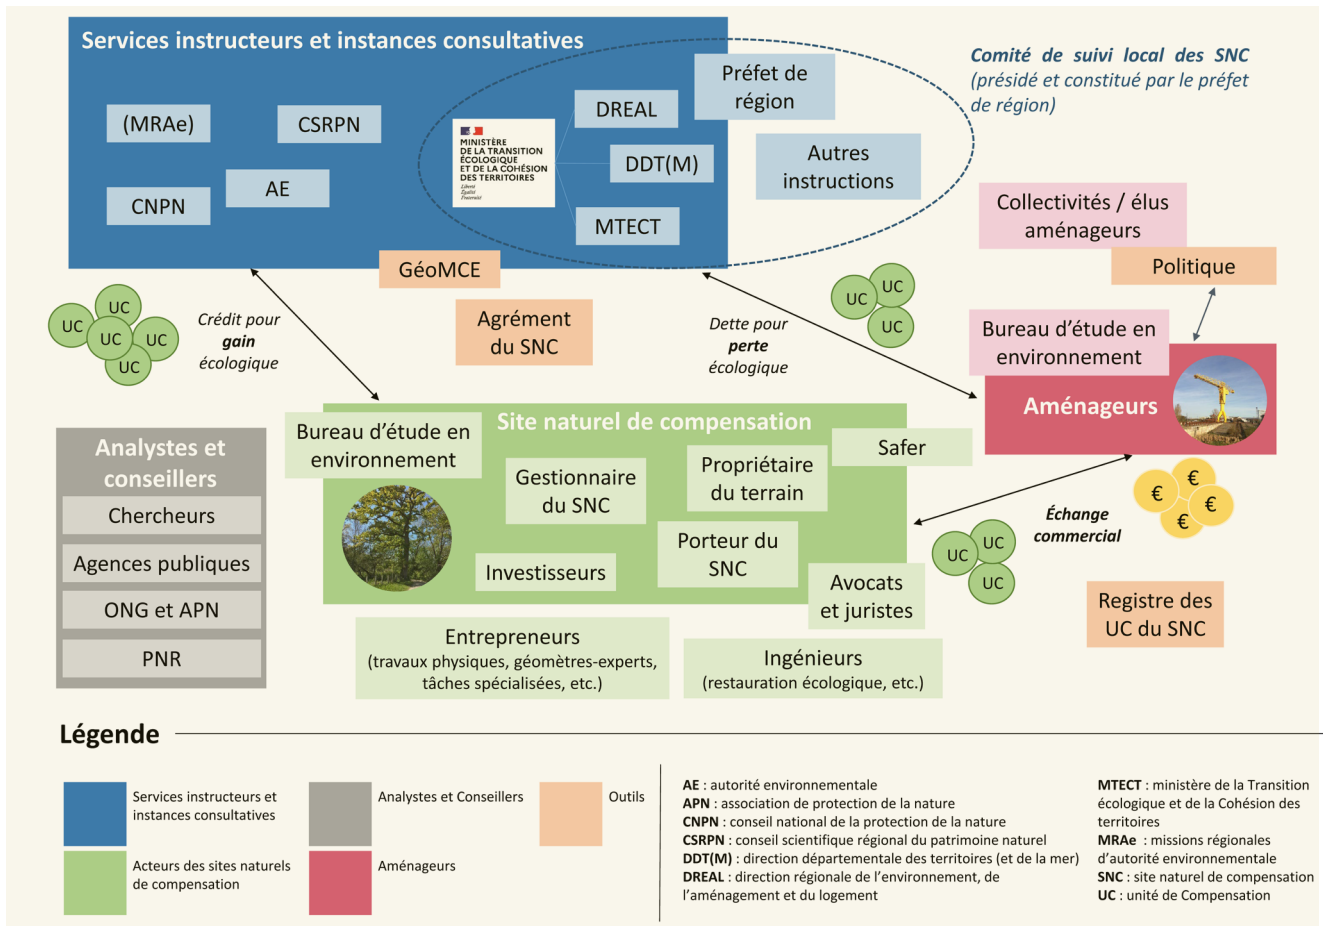 Services instructeurs et instances consultatives
(MRAe)
CSRPN
AE
CNPN
MINISTÈRE
DE LA TRANSITION
ÉCOLOGIQUE
ET DE LA COHÉSION
DES TERRITOIRES
Liberté
Égalité
Fraternité
DREAL
DDT(M)
MTECT
Préfet de
région
Autres
instructions
Comité de suivi local des SNC
(présidé et constitué par le préfet
de région)
Collectivités / élus
aménageurs
Politique
GéoMCE
Agrément
du SNC
UC
UC
UC
UC
UC
Crédit pour
gain
écologique
Dette pour
perte
écologique
UC
UC
UC
Bureau d’étude en
environnement
Aménageurs
Analystes et
conseillers
Chercheurs
Agences publiques
ONG et APN
PNR
Site naturel de compensation
Bureau d’étude en
environnement
Gestionnaire
du SNC
Propriétaire
du terrain
Safer
Porteur du
SNC
Investisseurs
Avocats
et juristes
Entrepreneurs
(travaux physiques, géomètres-experts,
tâches spécialisées, etc.)
Ingénieurs
(restauration écologique, etc.)
UC
UC
UC
Échange
commercial
€
€
€
€
Registre des
UC du SNC
Légende
Services instructeurs et
instances consultatives
Analystes et Conseillers
Outils
Acteurs des sites naturels
de compensation
Aménageurs
AE : autorité environnementale
APN : association de protection de la nature
CNPN : conseil national de la protection de la nature
CSRPN : conseil scientifique régional du patrimoine naturel
DDT(M) : direction départementale des territoires (et de la mer)
DREAL : direction régionale de l’environnement, de
l’aménagement et du logement
MTECT : ministère de la Transition
écologique et de la Cohésion des
territoires
MRAe : missions régionales
d’autorité environnementale
SNC : site naturel de compensation
UC : unité de Compensation